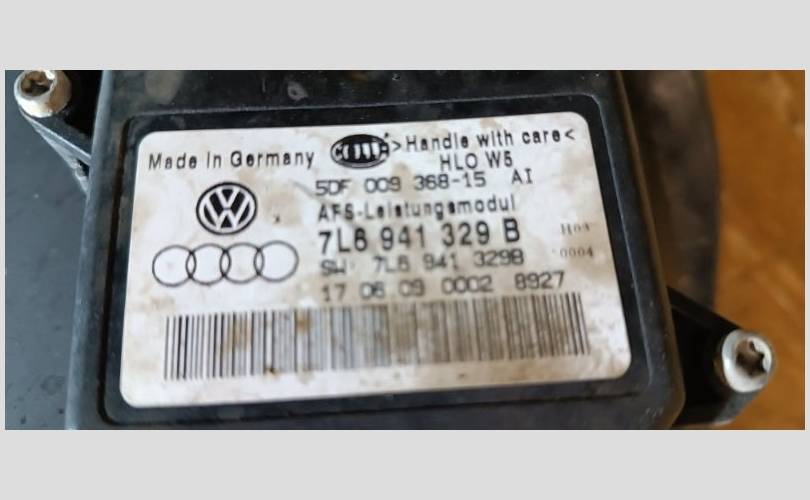 Made in Germany HELLA >Handle with care<
HLO W5
5DF 009 368-15 AI
AFS-Leistungsmodul
7L6 941 329 B H03
SW: 7L6 941 329B 0004
17 06 09 0002 8927